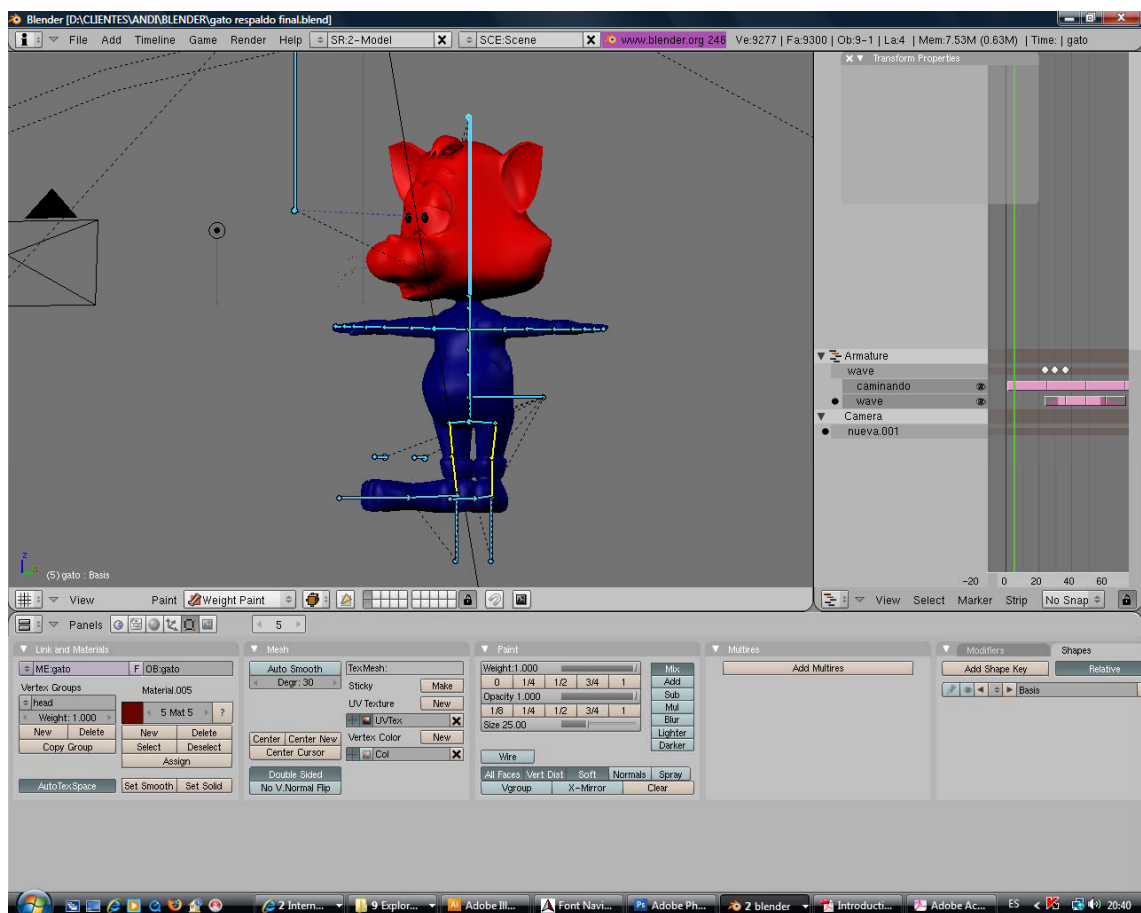 Blender [D:\CLIENTES\ANDI\BLENDER\gato respaldo final.blend]
File Add Timeline Game Render Help SR:2-Model X SCE:Scene X www.blender.org 246 Ve:9277 | Fa:9300 | Ob:9-1 | La:4 | Mem:7.53M (0.63M) | Time: | gato
Transform Properties
Armature
wave
caminando
wave
Camera
nueva.001
z
(5) gato : Basis
-20 0 20 40 60
View Paint Weight Paint
View Select Marker Strip No Snap
Panels 5
Link and Materials
Mesh
Paint
Multires
Modifiers Shapes
ME:gato F OB:gato
Vertex Groups
Material.005
head
5 Mat 5 ?
Weight: 1.000
New Delete New Delete
Copy Group Select Deselect
Assign
AutoTexSpace Set Smooth Set Solid
Auto Smooth
Degr: 30
TexMesh:
Sticky Make
UV Texture New
UVTex X
Center Center New Vertex Color New
Center Cursor Col X
Double Sided
No V.Normal Flip
Weight:1.000
0 1/4 1/2 3/4 1
Opacity 1.000
1/8 1/4 1/2 3/4 1
Size 25.00
Mix
Add
Sub
Mul
Blur
Lighter
Darker
Wire
All Faces Vert Dist Soft Normals Spray
Vgroup X-Mirror Clear
Add Multires
Add Shape Key Relative
Basis
2 Intern... 9 Explor... Adobe Ill... Font Navi... Adobe Ph... 2 blender Introducti... Adobe Ac... ES 20:40